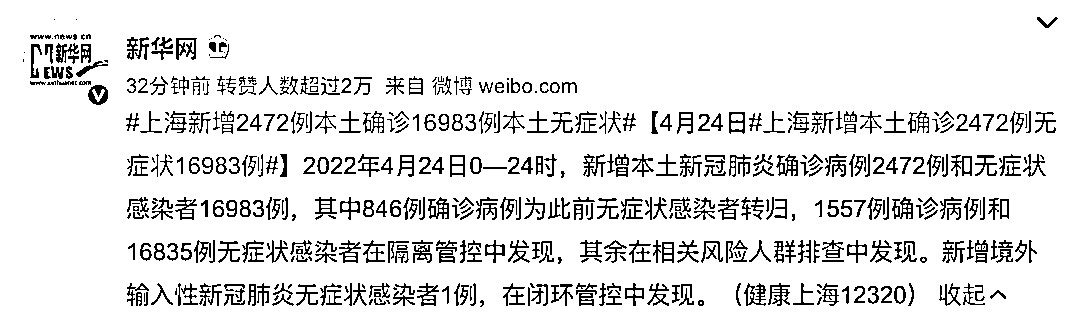 www.news.cn
新华网
NEWS
新华网
32分钟前 转赞人数超过2万 来自 微博 weibo.com
#上海新增2472例本土确诊16983例本土无症状#【4月24日#上海新增本土确诊2472例无
症状16983例#】2022年4月24日0—24时，新增本土新冠肺炎确诊病例2472例和无症状
感染者16983例，其中846例确诊病例为此前无症状感染者转归，1557例确诊病例和
16835例无症状感染者在隔离管控中发现，其余在相关风险人群排查中发现。新增境外
输入性新冠肺炎无症状感染者1例，在闭环管控中发现。（健康上海12320） 收起